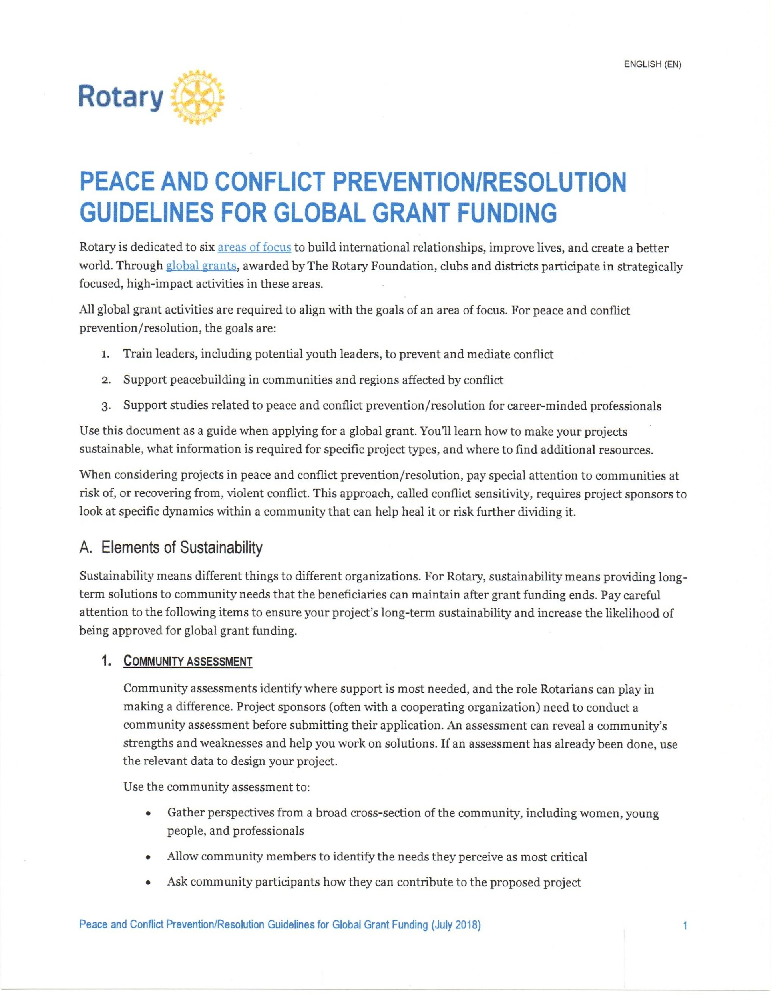 ENGLISH (EN)
Rotary
PEACE AND CONFLICT PREVENTION/RESOLUTION
GUIDELINES FOR GLOBAL GRANT FUNDING
Rotary is dedicated to six areas of focus to build international relationships, improve lives, and create a better
world. Through global grants, awarded by The Rotary Foundation, clubs and districts participate in strategically
focused, high-impact activities in these areas.
All global grant activities are required to align with the goals of an area of focus. For peace and conflict
prevention/resolution, the goals are:
1. Train leaders, including potential youth leaders, to prevent and mediate conflict
2. Support peacebuilding in communities and regions affected by conflict
3. Support studies related to peace and conflict prevention/resolution for career-minded professionals
Use this document as a guide when applying for a global grant. You'll learn how to make your projects
sustainable, what information is required for specific project types, and where to find additional resources.
When considering projects in peace and conflict prevention/resolution, pay special attention to communities at
risk of, or recovering from, violent conflict. This approach, called conflict sensitivity, requires project sponsors to
look at specific dynamics within a community that can help heal it or risk further dividing it.
A. Elements of Sustainability
Sustainability means different things to different organizations. For Rotary, sustainability means providing long-
term solutions to community needs that the beneficiaries can maintain after grant funding ends. Pay careful
attention to the following items to ensure your project's long-term sustainability and increase the likelihood of
being approved for global grant funding.
1. COMMUNITY ASSESSMENT
Community assessments identify where support is most needed, and the role Rotarians can play in
making a difference. Project sponsors (often with a cooperating organization) need to conduct a
community assessment before submitting their application. An assessment can reveal a community's
strengths and weaknesses and help you work on solutions. If an assessment has already been done, use
the relevant data to design your project.
Use the community assessment to:
• Gather perspectives from a broad cross-section of the community, including women, young
people, and professionals
• Allow community members to identify the needs they perceive as most critical
• Ask community participants how they can contribute to the proposed project
Peace and Conflict Prevention/Resolution Guidelines for Global Grant Funding (July 2018) 1